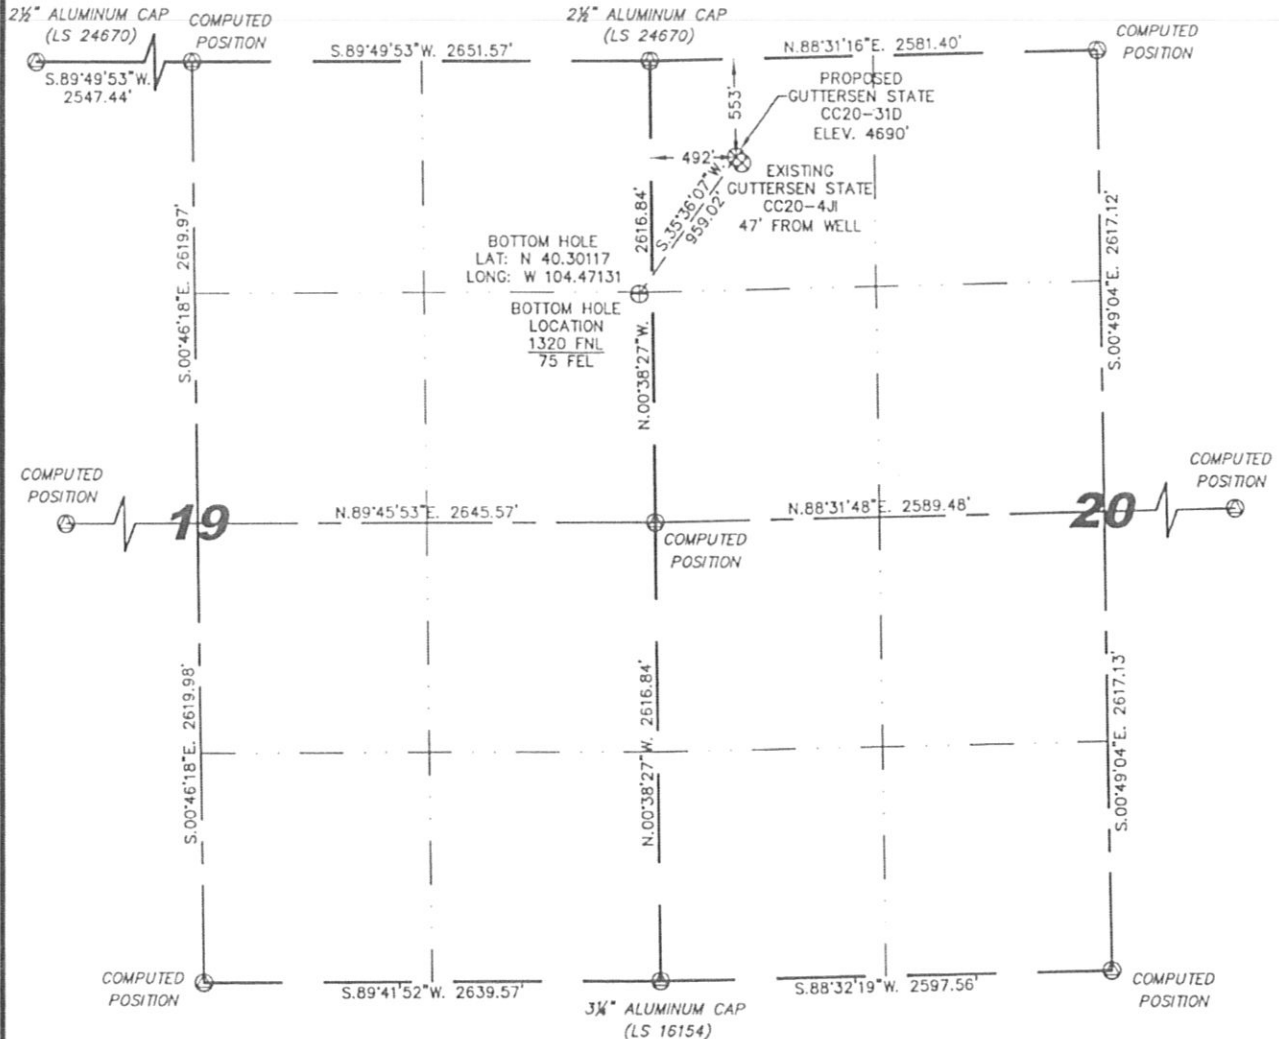 2½" ALUMINUM CAP
(LS 24670)
COMPUTED
POSITION
S.89°49'53"W. 2651.57'
2½" ALUMINUM CAP
(LS 24670)
N.88°31'16"E. 2581.40'
COMPUTED
POSITION
S.89°49'53"W.
2547.44'
553'
PROPOSED
GUTTERSEN STATE
CC20-31D
ELEV. 4690'
492'
EXISTING
GUTTERSEN STATE
CC20-4JI
47' FROM WELL
S.35°36'07"W.
959.02'
2616.84'
S.00°46'18"E. 2619.97'
S.00°49'04"E. 2617.12'
BOTTOM HOLE
LAT: N 40.30117
LONG: W 104.47131
BOTTOM HOLE
LOCATION
1320 FNL
75 FEL
N.00°38'27"W.
COMPUTED
POSITION
19
N.89°45'53"E. 2645.57'
COMPUTED
POSITION
N.88°31'48"E. 2589.48'
20
COMPUTED
POSITION
S.00°46'18"E. 2619.98'
N.00°38'27"W. 2616.84'
S.00°49'04"E. 2617.13'
COMPUTED
POSITION
S.89°41'52"W. 2639.57'
3¼" ALUMINUM CAP
(LS 16154)
S.88°32'19"W. 2597.56'
COMPUTED
POSITION